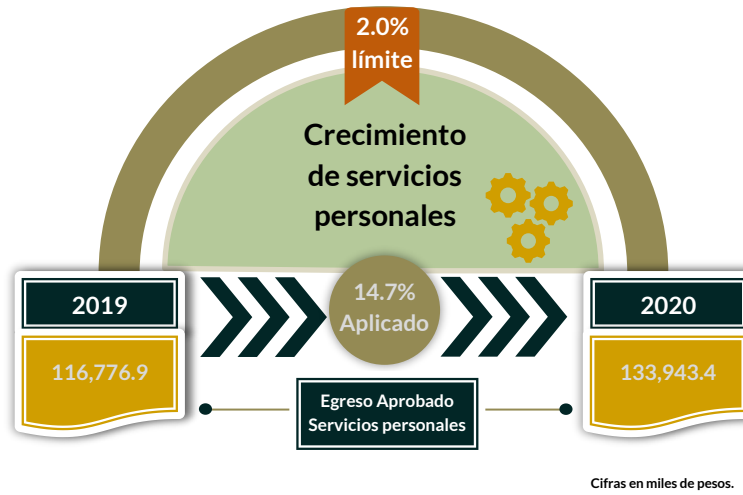 2.0%
límite
Crecimiento
de servicios
personales
2019
14.7%
Aplicado
2020
116,776.9
133,943.4
Egreso Aprobado
Servicios personales
Cifras en miles de pesos.